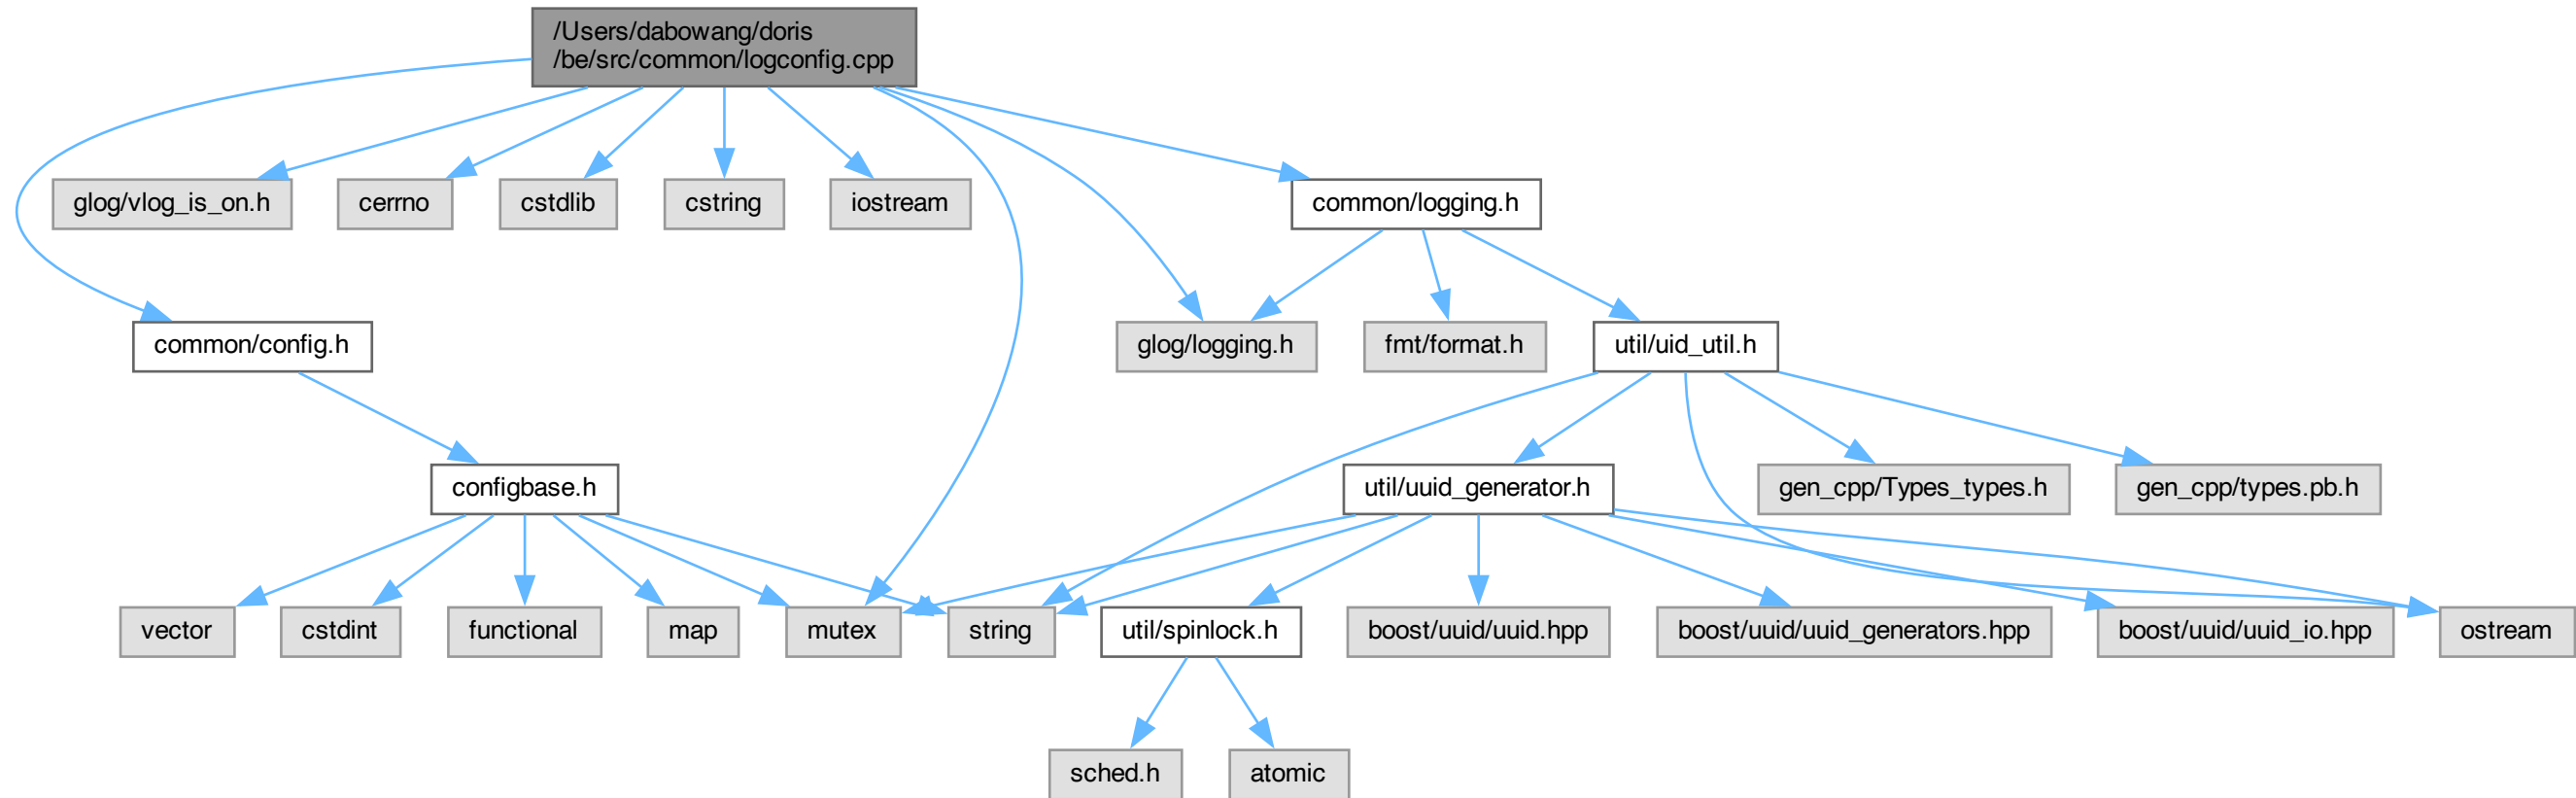 /Users/dabowang/doris
/be/src/common/logconfig.cpp
glog/vlog_is_on.h
cerrno
cstdlib
cstring
iostream
common/logging.h
common/config.h
glog/logging.h
fmt/format.h
util/uid_util.h
configbase.h
util/uuid_generator.h
gen_cpp/Types_types.h
gen_cpp/types.pb.h
vector
cstdint
functional
map
mutex
string
util/spinlock.h
boost/uuid/uuid.hpp
boost/uuid/uuid_generators.hpp
boost/uuid/uuid_io.hpp
ostream
sched.h
atomic